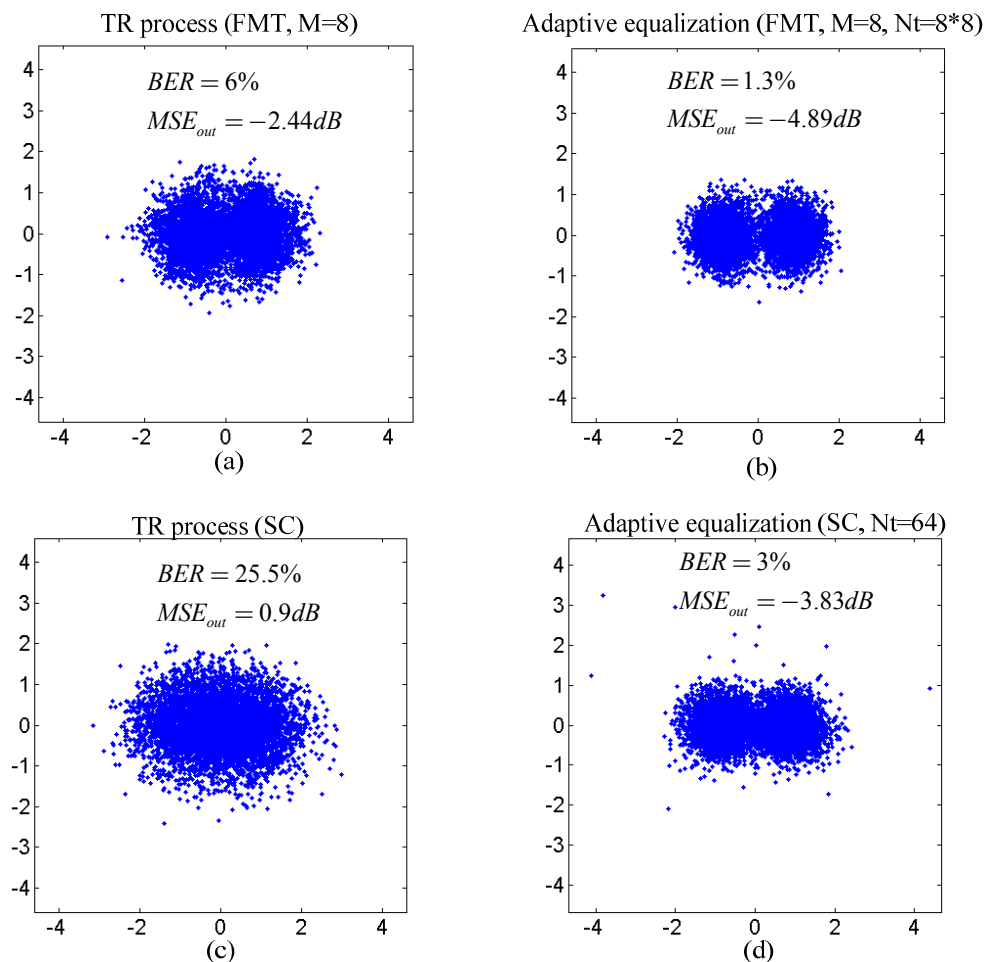 TR process (FMT, M=8)
BER = 6%
MSE_out = −2.44dB
4
3
2
1
0
-1
-2
-3
-4
-4 -2 0 2 4
(a)
Adaptive equalization (FMT, M=8, Nt=8*8)
BER = 1.3%
MSE_out = −4.89dB
4
3
2
1
0
-1
-2
-3
-4
-4 -2 0 2 4
(b)
TR process (SC)
BER = 25.5%
MSE_out = 0.9dB
4
3
2
1
0
-1
-2
-3
-4
-4 -2 0 2 4
(c)
Adaptive equalization (SC, Nt=64)
BER = 3%
MSE_out = −3.83dB
4
3
2
1
0
-1
-2
-3
-4
-4 -2 0 2 4
(d)